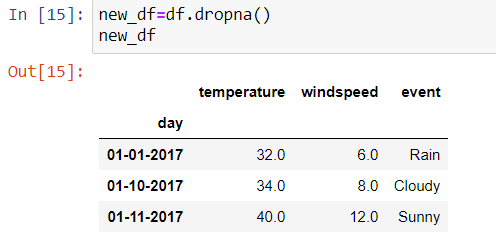 In [15]: new_df=df.dropna()
new_df
Out[15]:
temperature windspeed event
day
01-01-2017 32.0 6.0 Rain
01-10-2017 34.0 8.0 Cloudy
01-11-2017 40.0 12.0 Sunny